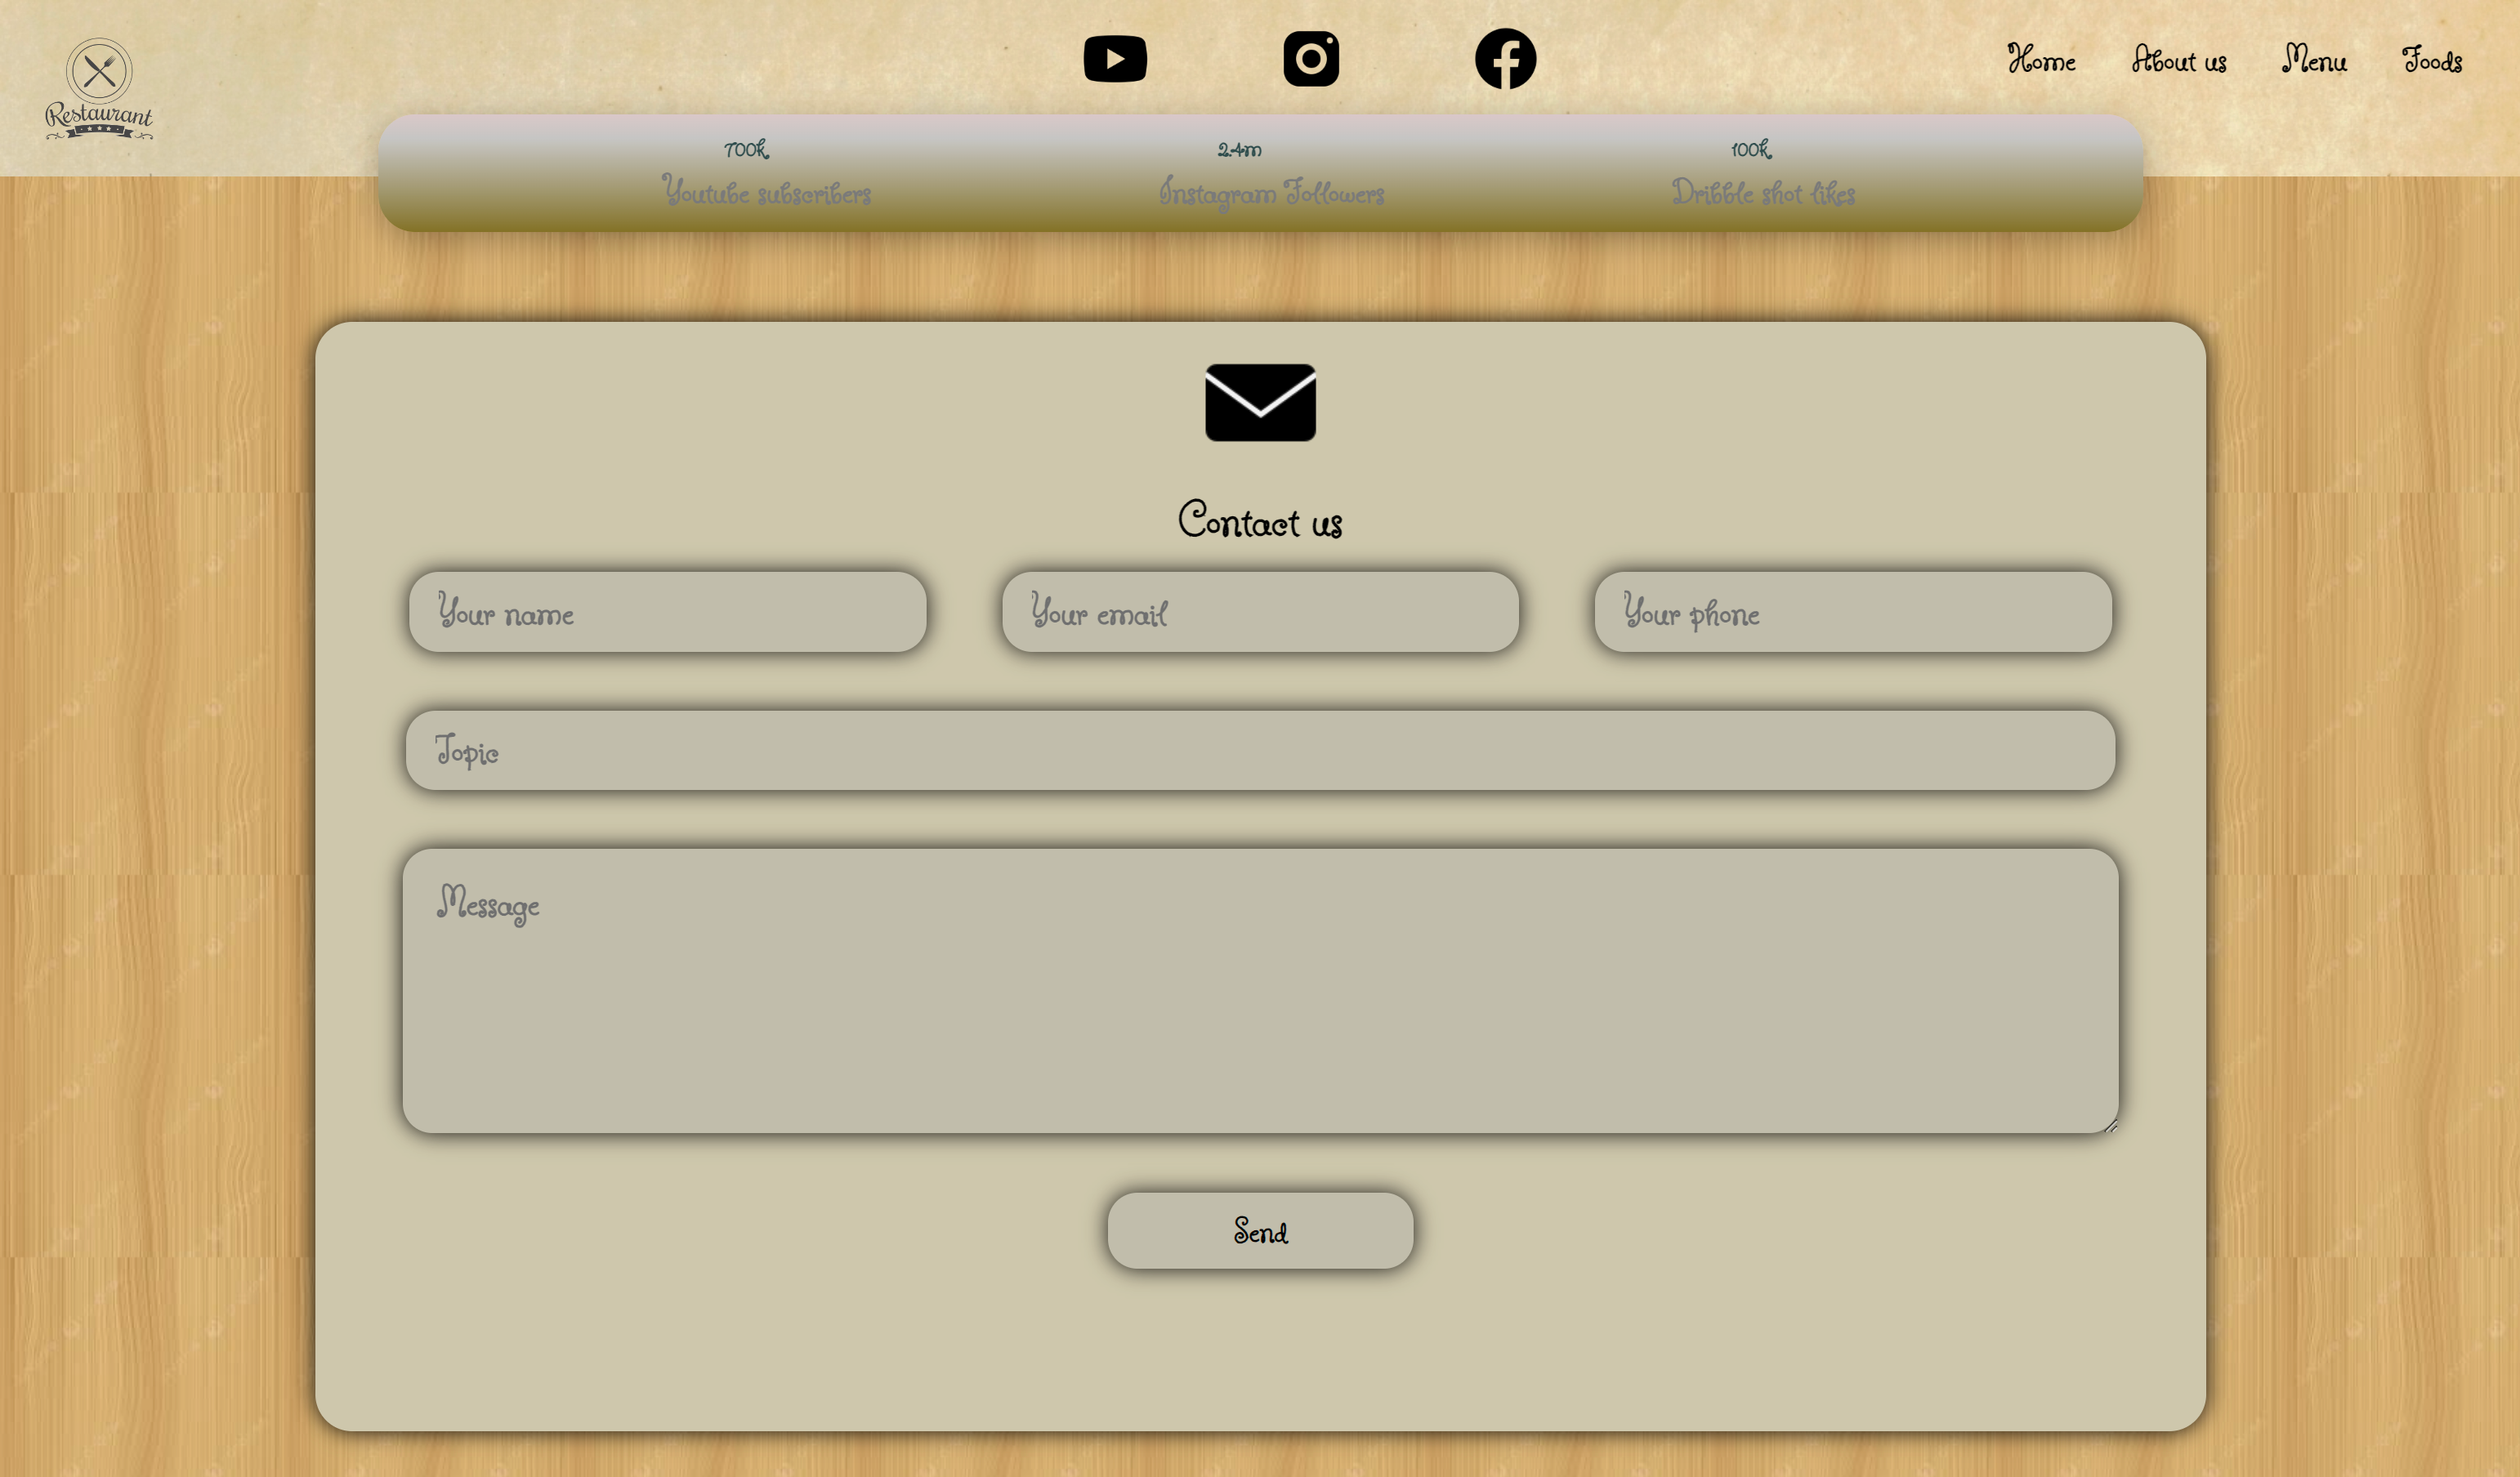 Restaurant
Home About us Menu Foods
700k 2.4m 100k
Youtube subscribers Instagram Followers Dribble shot likes
Contact us
Your name Your email Your phone
Topic
Message
Send